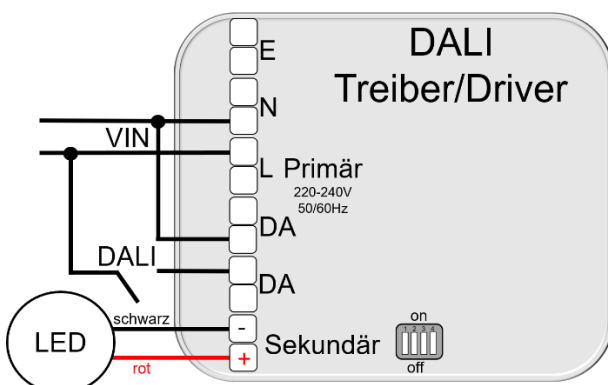 DALI
Treiber/Driver
E
N
VIN
L Primär
220-240V
50/60Hz
DA
DALI
DA
schwarz
-
LED
Sekundär
+
rot
on
1 2 3 4
off